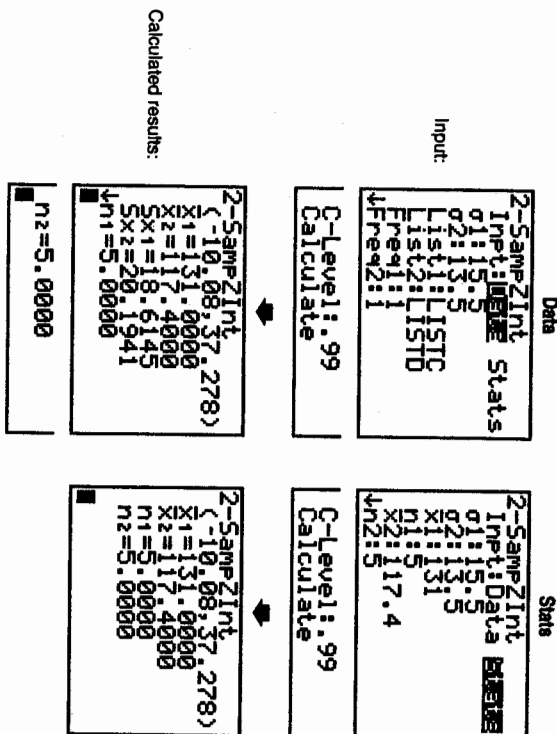 Data
Input:
2-SampZInt
Inpt:Data Stats
σ1:15.5
σ2:13.5
List1:LISTC
List2:LISTD
Freq1:1
↓Freq2:1
C-Level:.99
Calculate
Calculated results:
2-SampZInt
(-10.08,37.278)
x̄1=131.0000
x̄2=117.4000
Sx1=18.6145
Sx2=20.1941
↓n1=5.0000
n2=5.0000
Stats
2-SampZInt
Inpt:Data Stats
σ1:15.5
σ2:13.5
x̄1:131
n1:5
x̄2:117.4
↓n2:5
C-Level:.99
Calculate
2-SampZInt
(-10.08,37.278)
x̄1=131.0000
x̄2=117.4000
n1=5.0000
n2=5.0000